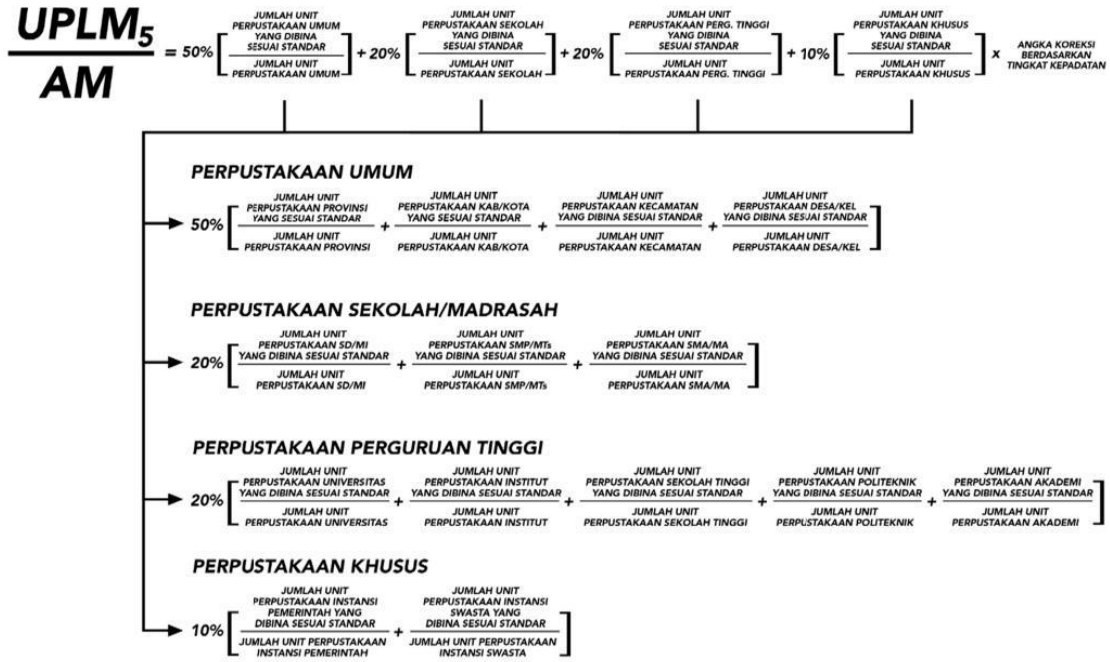 UPLM5
AM
= 50%
JUMLAH UNIT
PERPUSTAKAAN UMUM
YANG DIBINA
SESUAI STANDAR
JUMLAH UNIT
PERPUSTAKAAN UMUM
+ 20%
JUMLAH UNIT
PERPUSTAKAAN SEKOLAH
YANG DIBINA
SESUAI STANDAR
JUMLAH UNIT
PERPUSTAKAAN SEKOLAH
+ 20%
JUMLAH UNIT
PERPUSTAKAAN PERG. TINGGI
YANG DIBINA
SESUAI STANDAR
JUMLAH UNIT
PERPUSTAKAAN PERG. TINGGI
+ 10%
JUMLAH UNIT
PERPUSTAKAAN KHUSUS
YANG DIBINA
SESUAI STANDAR
JUMLAH UNIT
PERPUSTAKAAN KHUSUS
x
ANGKA KOREKSI
BERDASARKAN
TINGKAT KEPADATAN
PERPUSTAKAAN UMUM
50%
JUMLAH UNIT
PERPUSTAKAAN PROVINSI
YANG SESUAI STANDAR
JUMLAH UNIT
PERPUSTAKAAN PROVINSI
+
JUMLAH UNIT
PERPUSTAKAAN KAB/KOTA
YANG SESUAI STANDAR
JUMLAH UNIT
PERPUSTAKAAN KAB/KOTA
+
JUMLAH UNIT
PERPUSTAKAAN KECAMATAN
YANG DIBINA SESUAI STANDAR
JUMLAH UNIT
PERPUSTAKAAN KECAMATAN
+
JUMLAH UNIT
PERPUSTAKAAN DESA/KEL
YANG DIBINA SESUAI STANDAR
JUMLAH UNIT
PERPUSTAKAAN DESA/KEL
PERPUSTAKAAN SEKOLAH/MADRASAH
20%
JUMLAH UNIT
PERPUSTAKAAN SD/MI
YANG DIBINA SESUAI STANDAR
JUMLAH UNIT
PERPUSTAKAAN SD/MI
+
JUMLAH UNIT
PERPUSTAKAAN SMP/MTs
YANG DIBINA SESUAI STANDAR
JUMLAH UNIT
PERPUSTAKAAN SMP/MTs
+
JUMLAH UNIT
PERPUSTAKAAN SMA/MA
YANG DIBINA SESUAI STANDAR
JUMLAH UNIT
PERPUSTAKAAN SMA/MA
PERPUSTAKAAN PERGURUAN TINGGI
20%
JUMLAH UNIT
PERPUSTAKAAN UNIVERSITAS
YANG DIBINA SESUAI STANDAR
JUMLAH UNIT
PERPUSTAKAAN UNIVERSITAS
+
JUMLAH UNIT
PERPUSTAKAAN INSTITUT
YANG DIBINA SESUAI STANDAR
JUMLAH UNIT
PERPUSTAKAAN INSTITUT
+
JUMLAH UNIT
PERPUSTAKAAN SEKOLAH TINGGI
YANG DIBINA SESUAI STANDAR
JUMLAH UNIT
PERPUSTAKAAN SEKOLAH TINGGI
+
JUMLAH UNIT
PERPUSTAKAAN POLITEKNIK
YANG DIBINA SESUAI STANDAR
JUMLAH UNIT
PERPUSTAKAAN POLITEKNIK
+
JUMLAH UNIT
PERPUSTAKAAN AKADEMI
YANG DIBINA SESUAI STANDAR
JUMLAH UNIT
PERPUSTAKAAN AKADEMI
PERPUSTAKAAN KHUSUS
10%
JUMLAH UNIT
PERPUSTAKAAN INSTANSI
PEMERINTAH YANG
DIBINA SESUAI STANDAR
JUMLAH UNIT PERPUSTAKAAN
INSTANSI PEMERINTAH
+
JUMLAH UNIT
PERPUSTAKAAN INSTANSI
SWASTA YANG
DIBINA SESUAI STANDAR
JUMLAH UNIT PERPUSTAKAAN
INSTANSI SWASTA